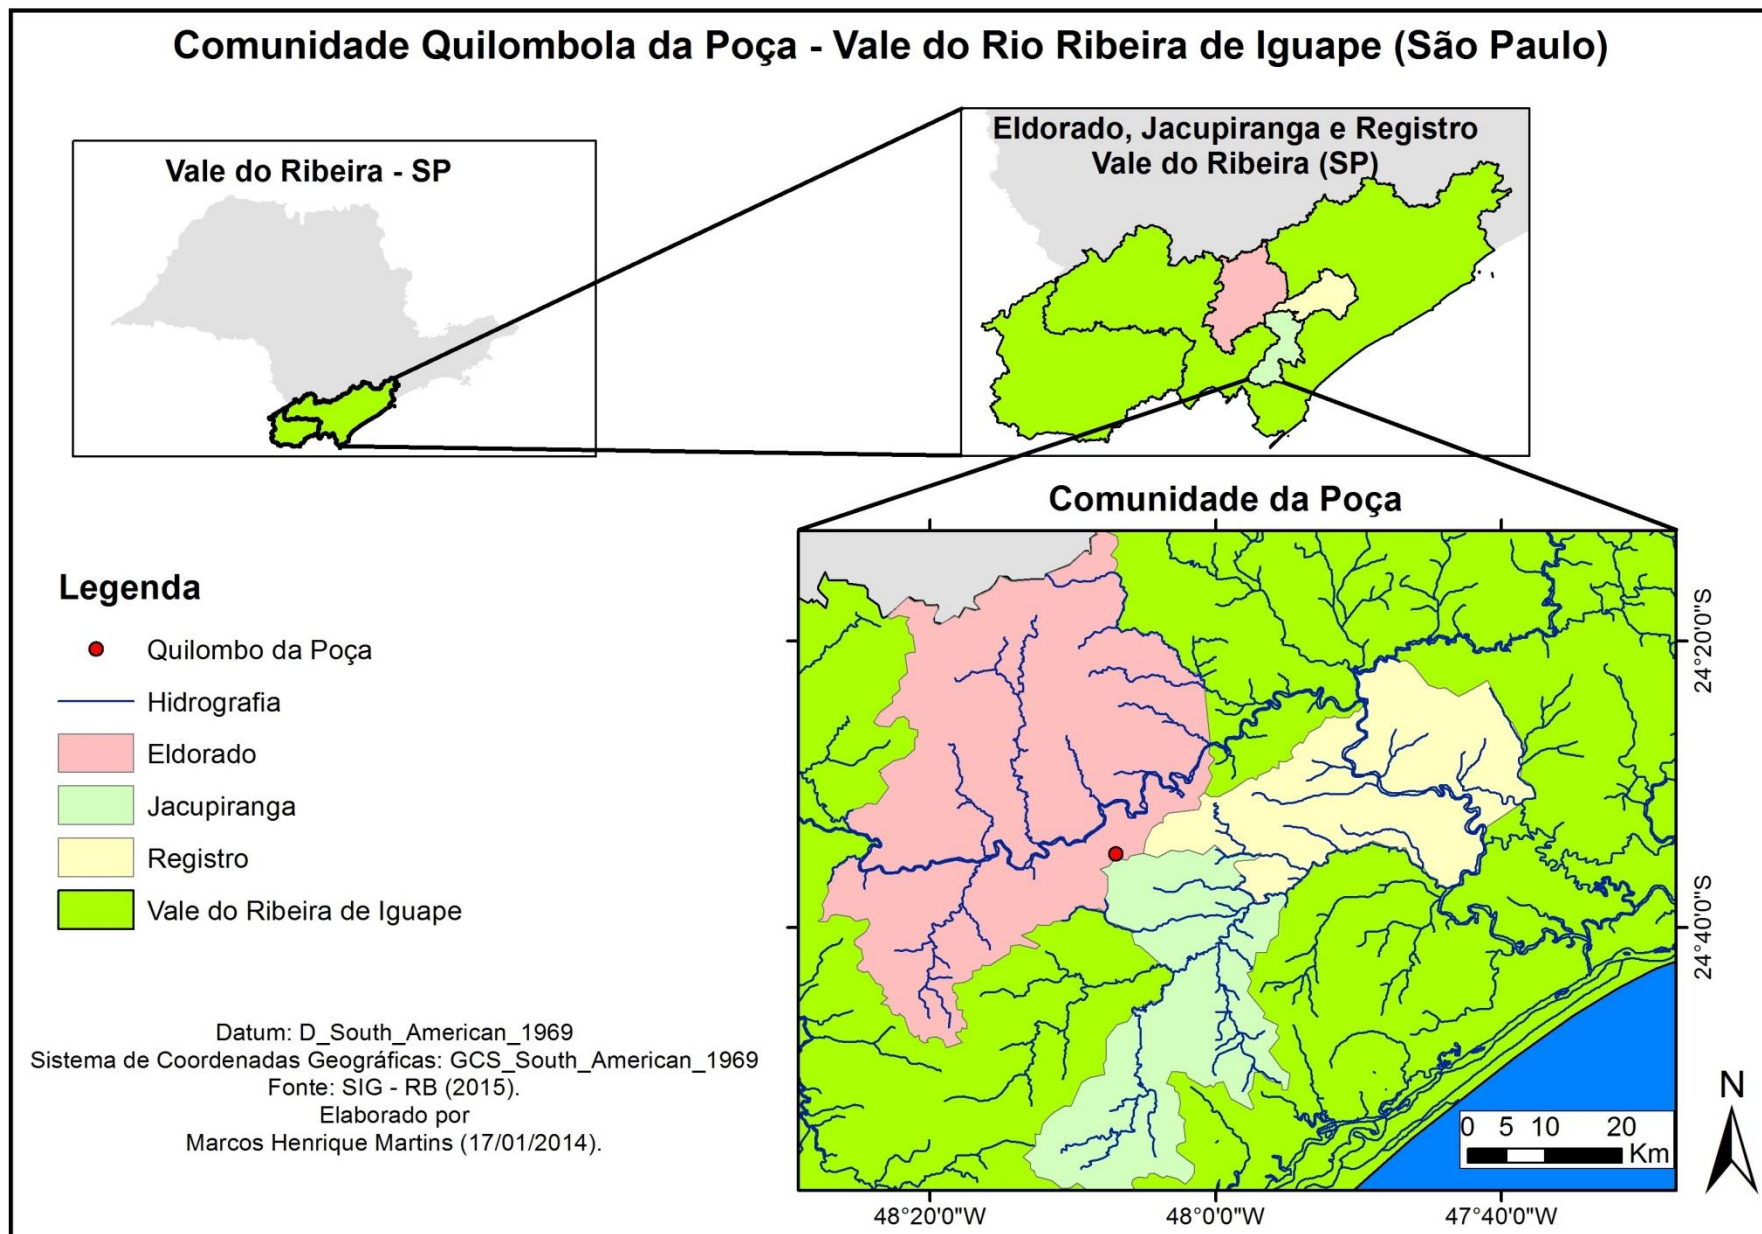 Comunidade Quilombola da Poça - Vale do Rio Ribeira de Iguape (São Paulo)
Vale do Ribeira - SP
Eldorado, Jacupiranga e Registro
Vale do Ribeira (SP)
Comunidade da Poça
Legenda
Quilombo da Poça
Hidrografia
Eldorado
Jacupiranga
Registro
Vale do Ribeira de Iguape
Datum: D_South_American_1969
Sistema de Coordenadas Geográficas: GCS_South_American_1969
Fonte: SIG - RB (2015).
Elaborado por
Marcos Henrique Martins (17/01/2014).
24°20'0"S
24°40'0"S
N
0 5 10 20
Km
48°20'0"W 48°0'0"W 47°40'0"W